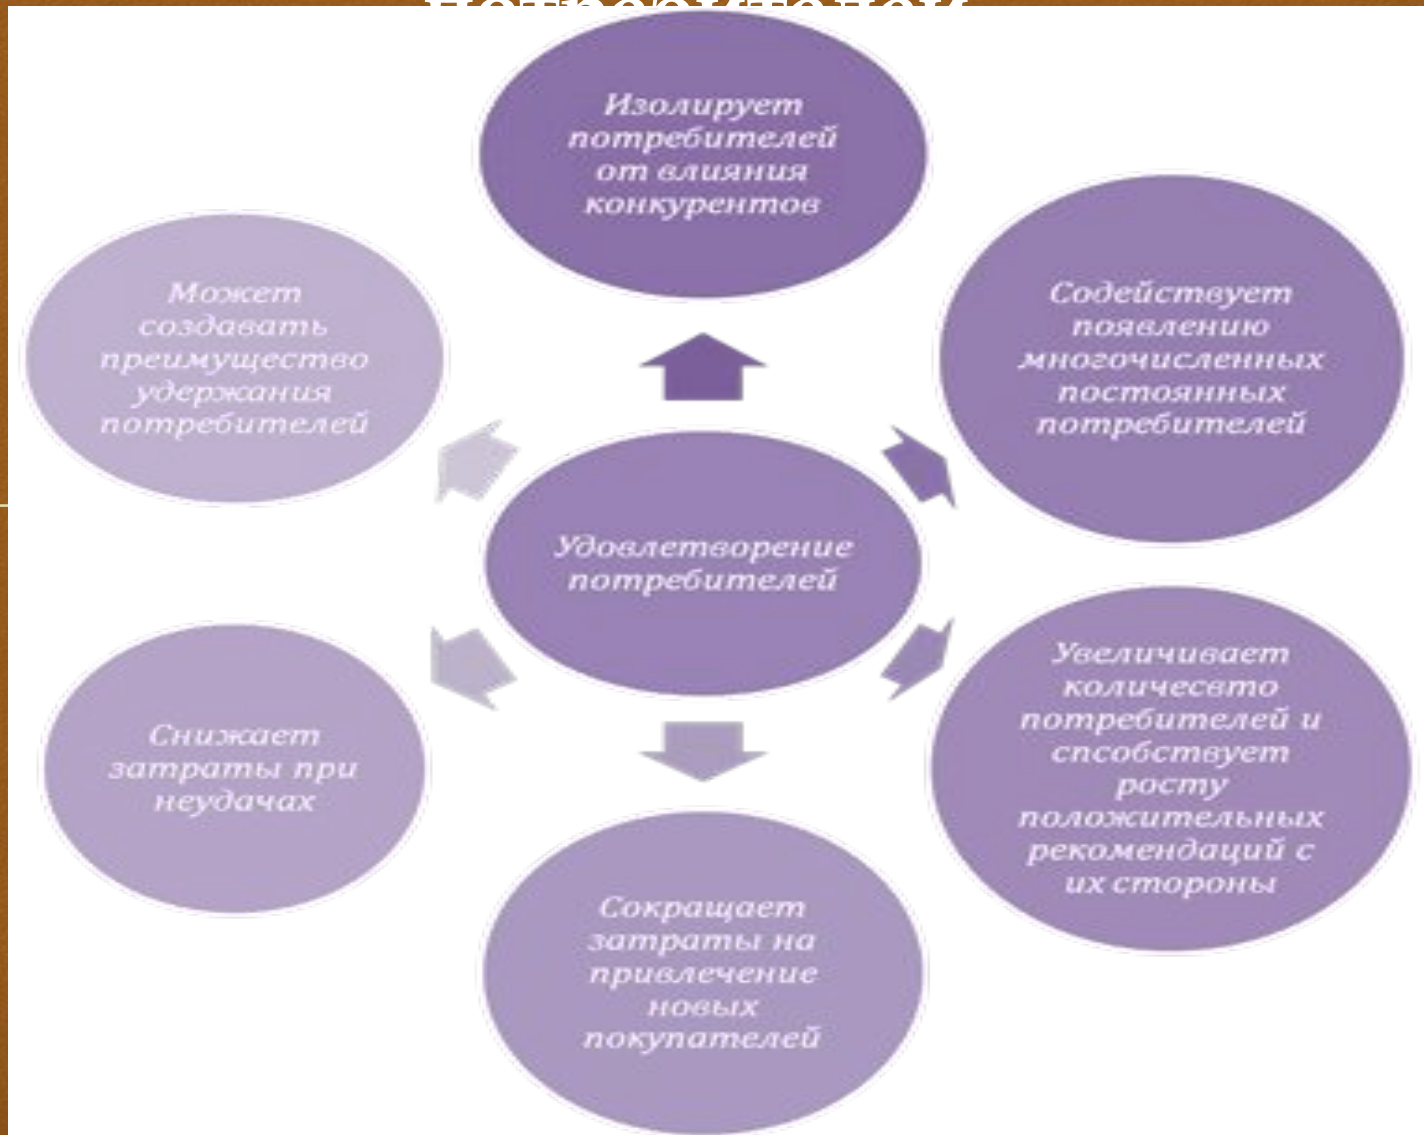 Изолирует
потребителей
от влияния
конкурентов
Содействует
появлению
многочисленных
постоянных
потребителей
Увеличивает
количесвто
потребителей и
спсобствует
росту
положительных
рекомендаций с
их стороны
Сокращает
затраты на
привлечение
новых
покупателей
Снижает
затраты при
неудачах
Может
создавать
преимущество
удержания
потребителей
Удовлетворение
потребителей